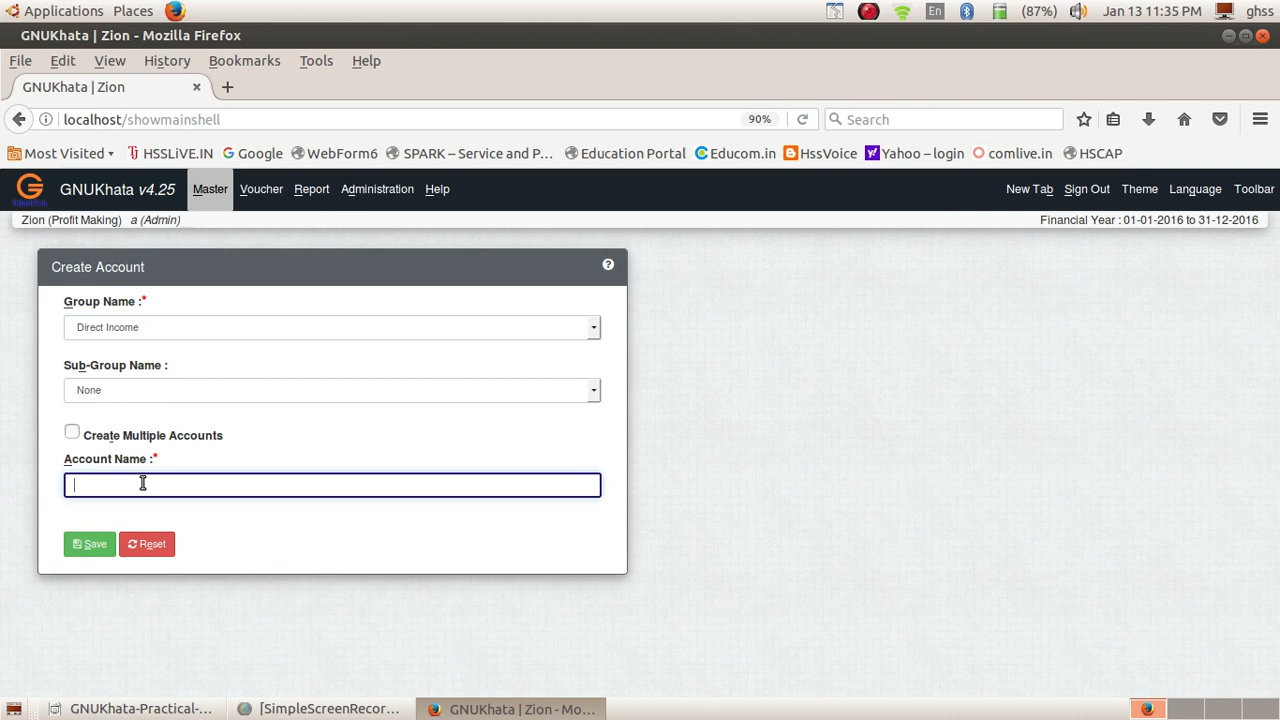 Applications Places En (87%) Jan 13 11:35 PM ghss
GNUKhata | Zion - Mozilla Firefox
File Edit View History Bookmarks Tools Help
GNUKhata | Zion × +
localhost/showmainshell 90% Search
Most Visited HSSLiVE.IN Google WebForm6 SPARK – Service and P... Education Portal Educom.in HssVoice Yahoo – login comlive.in HSCAP
GNUKhata v4.25 Master Voucher Report Administration Help New Tab Sign Out Theme Language Toolbar
Zion (Profit Making) a (Admin) Financial Year : 01-01-2016 to 31-12-2016
Create Account ?
Group Name :*
Direct Income
Sub-Group Name :
None
Create Multiple Accounts
Account Name :*
Save Reset
GNUKhata-Practical-... [SimpleScreenRecor... GNUKhata | Zion - Mo...